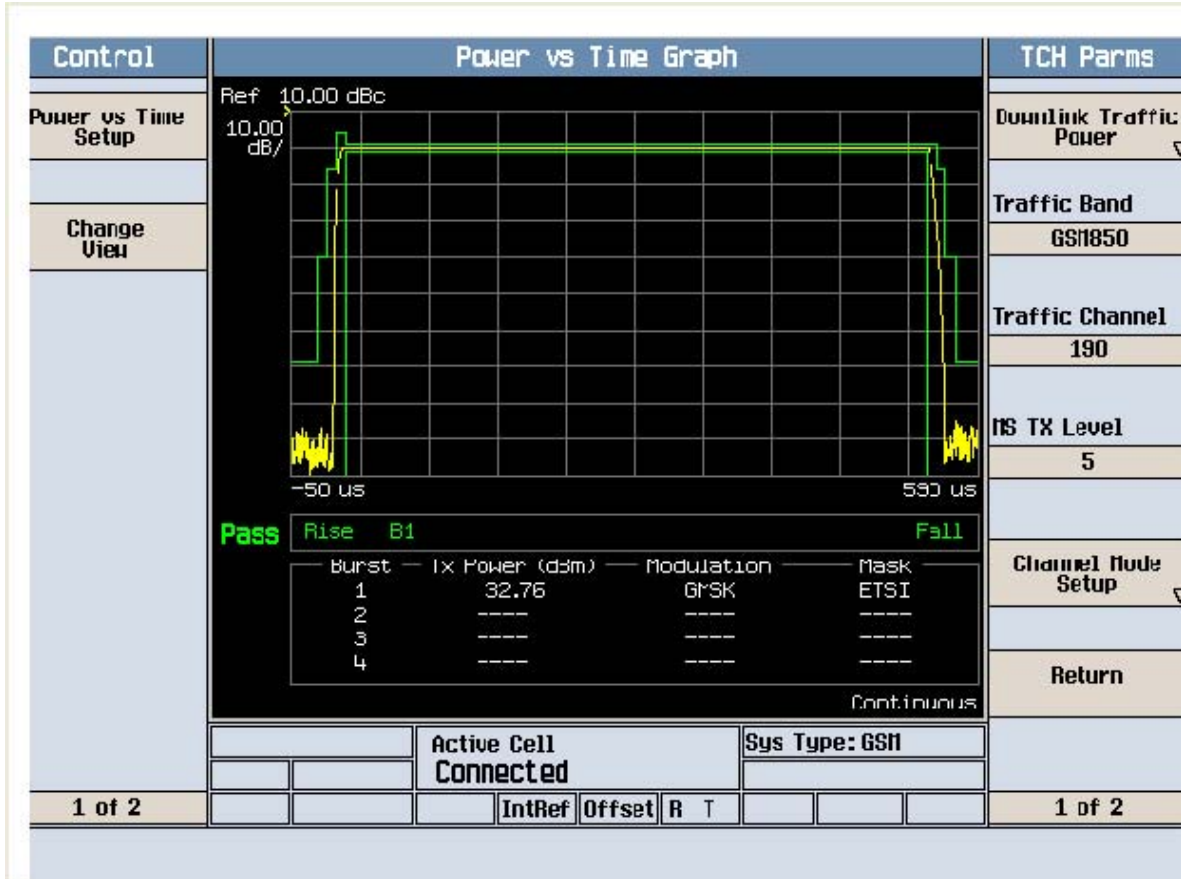 Control
Power vs Time Graph
TCH Parms
Power vs Time
Setup
Change
View
1 of 2
Ref 10.00 dBc
10.00
dB/
-50 us
590 us
Pass
Rise B1
Fall
Burst Tx Power (dBm) Modulation Mask
1 32.76 GMSK ETSI
2 ---- ---- ----
3 ---- ---- ----
4 ---- ---- ----
Continuous
Active Cell
Connected
Sys Type: GSM
IntRef Offset R T
Downlink Traffic
Power
Traffic Band
GSM850
Traffic Channel
190
MS TX Level
5
Channel Mode
Setup
Return
1 of 2